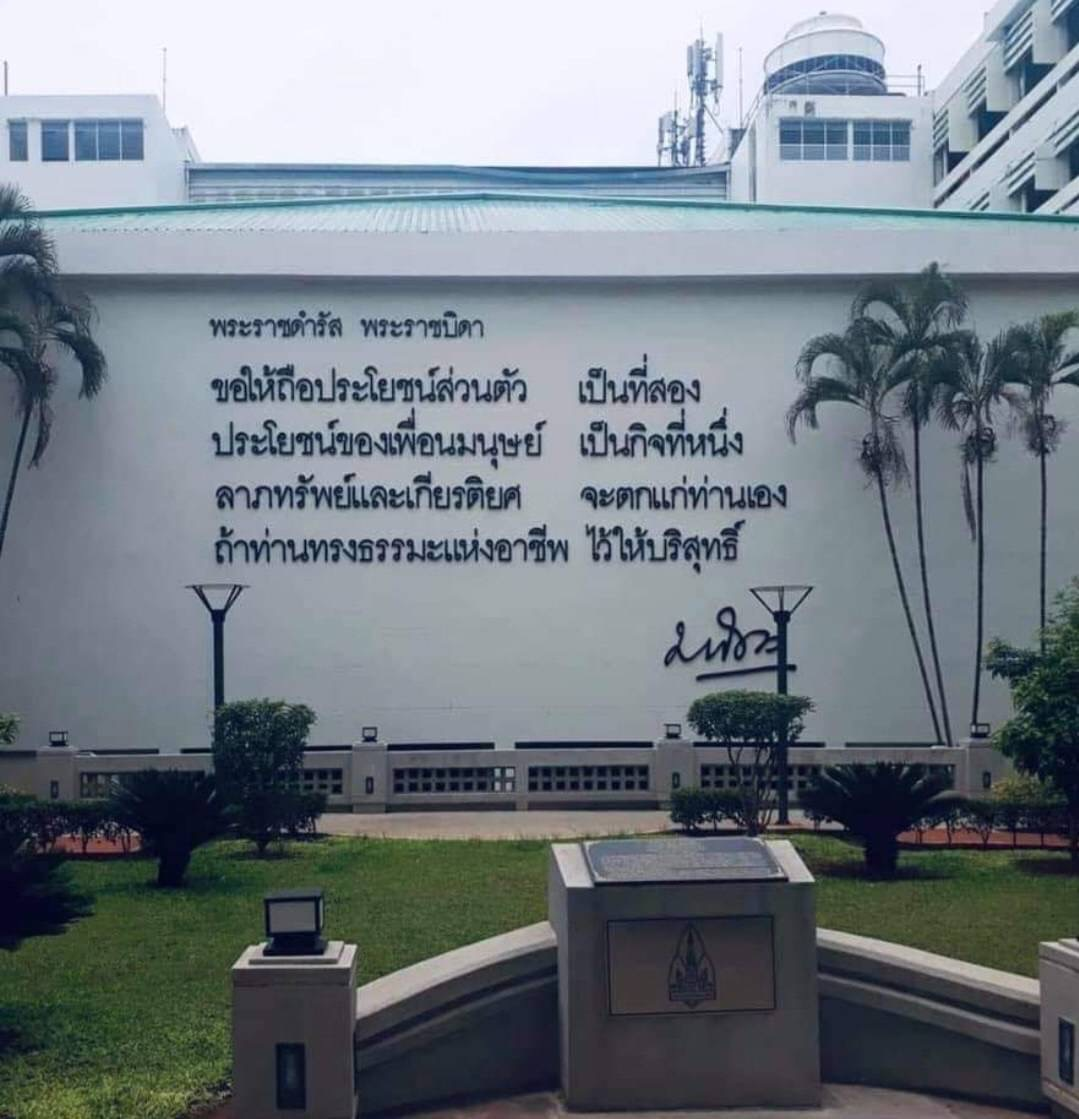 พระราชดำรัส พระราชบิดา
ขอให้ถือประโยชน์ส่วนตัว เป็นที่สอง
ประโยชน์ของเพื่อนมนุษย์ เป็นกิจที่หนึ่ง
ลาภทรัพย์และเกียรติยศ จะตกแก่ท่านเอง
ถ้าท่านทรงธรรมะแห่งอาชีพ ไว้ให้บริสุทธิ์